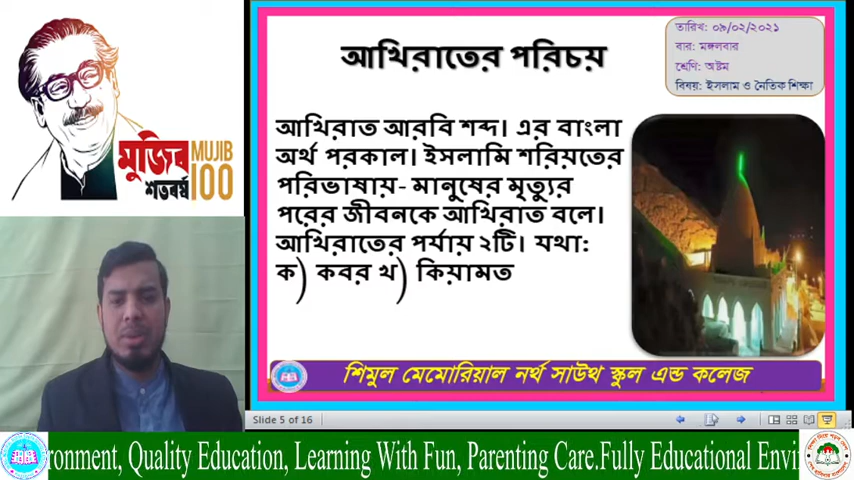 মুজিব MUJIB
শতবর্ষ 100
আখিরাতের পরিচয়
তারিখ: ০৯/০২/২০২১
বার: মঙ্গলবার
শ্রেণি: অষ্টম
বিষয়: ইসলাম ও নৈতিক শিক্ষা
আখিরাত আরবি শব্দ। এর বাংলা
অর্থ পরকাল। ইসলামি শরিয়তের
পরিভাষায়- মানুষের মৃত্যুর
পরের জীবনকে আখিরাত বলে।
আখিরাতের পর্যায় ২টি। যথা:
ক) কবর খ) কিয়ামত
শিমুল মেমোরিয়াল নর্থ সাউথ স্কুল এন্ড কলেজ
Slide 5 of 16
ronment, Quality Education, Learning With Fun, Parenting Care.Fully Educational Envi